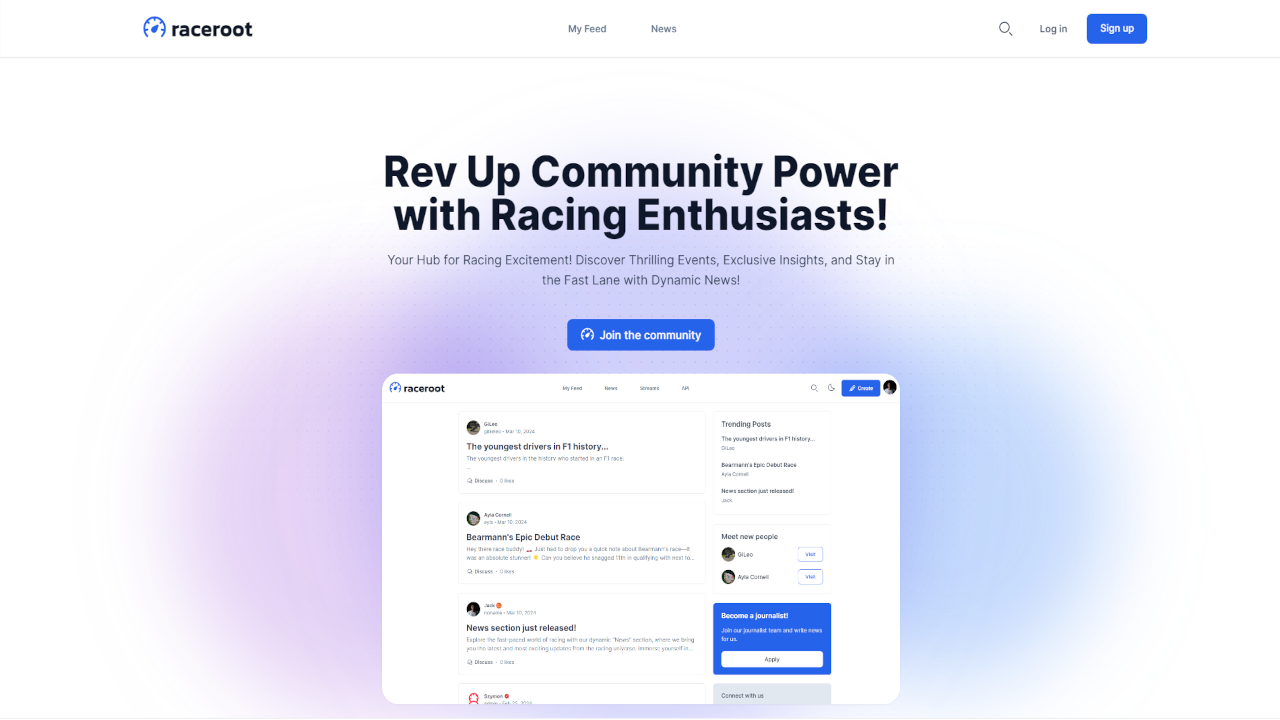 raceroot
My Feed
News
Log in
Sign up
Rev Up Community Power
with Racing Enthusiasts!
Your Hub for Racing Excitement! Discover Thrilling Events, Exclusive Insights, and Stay in
the Fast Lane with Dynamic News!
Join the community
raceroot
My Feed
News
Streams
API
Create
GiLeo
gilileleo • Mar 10, 2024
The youngest drivers in F1 history...
The youngest drivers in the history who started in an F1 race:
...
Discuss • 0 likes
Ayla Cornell
ayla • Mar 10, 2024
Bearmann's Epic Debut Race
Hey there race buddy! 🏎️ Just had to drop you a quick note about Bearmann's race—it
was an absolute stunner! 🌟 Can you believe he snagged 11th in qualifying with next to...
Discuss • 0 likes
Jack
noname • Mar 10, 2024
News section just released!
Explore the fast-paced world of racing with our dynamic "News" section, where we bring
you the latest and most exciting updates from the racing universe. Immerse yourself in...
Discuss • 0 likes
Szymon
admin • Feb 25, 2024
Trending Posts
The youngest drivers in F1 history...
GiLeo
Bearmann's Epic Debut Race
Ayla Cornell
News section just released!
Jack
Meet new people
GiLeo
Visit
Ayla Cornell
Visit
Become a journalist!
Join our journalist team and write news
for us.
Apply
Connect with us